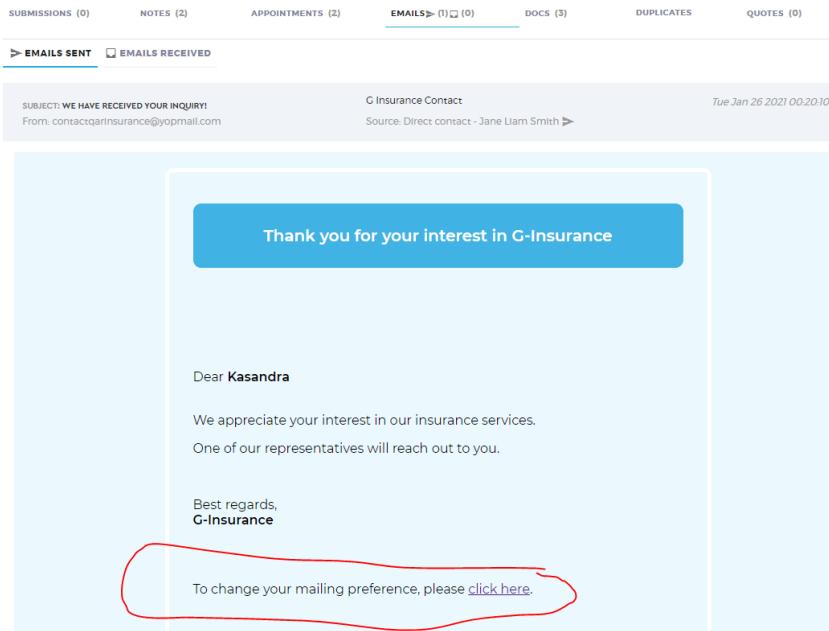 SUBMISSIONS (0) NOTES (2) APPOINTMENTS (2) EMAILS (1) (0) DOCS (3) DUPLICATES QUOTES (0)
EMAILS SENT EMAILS RECEIVED
SUBJECT: WE HAVE RECEIVED YOUR INQUIRY! G Insurance Contact Tue Jan 26 2021 00:20:10
From: contactqarinsurance@yopmail.com Source: Direct contact - Jane Liam Smith
Thank you for your interest in G-Insurance
Dear Kasandra
We appreciate your interest in our insurance services.
One of our representatives will reach out to you.
Best regards,
G-Insurance
To change your mailing preference, please click here.